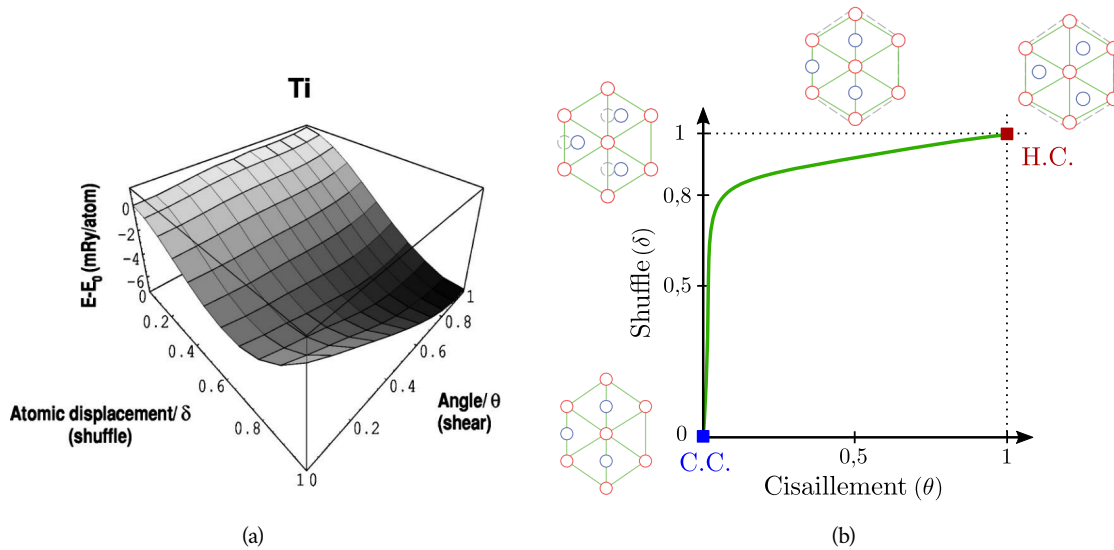 Ti
E-E0 (mRy/atom)
0
−2
−4
−6
0
0.2
0.4
0.6
0.8
10
0.2
0.4
0.6
0.8
1
Atomic displacement/ δ
(shuffle)
Angle/ θ
(shear)
(a)
Shuffle (δ)
1
0,8
0,5
0
C.C.
H.C.
0,5
1
Cisaillement (θ)
(b)